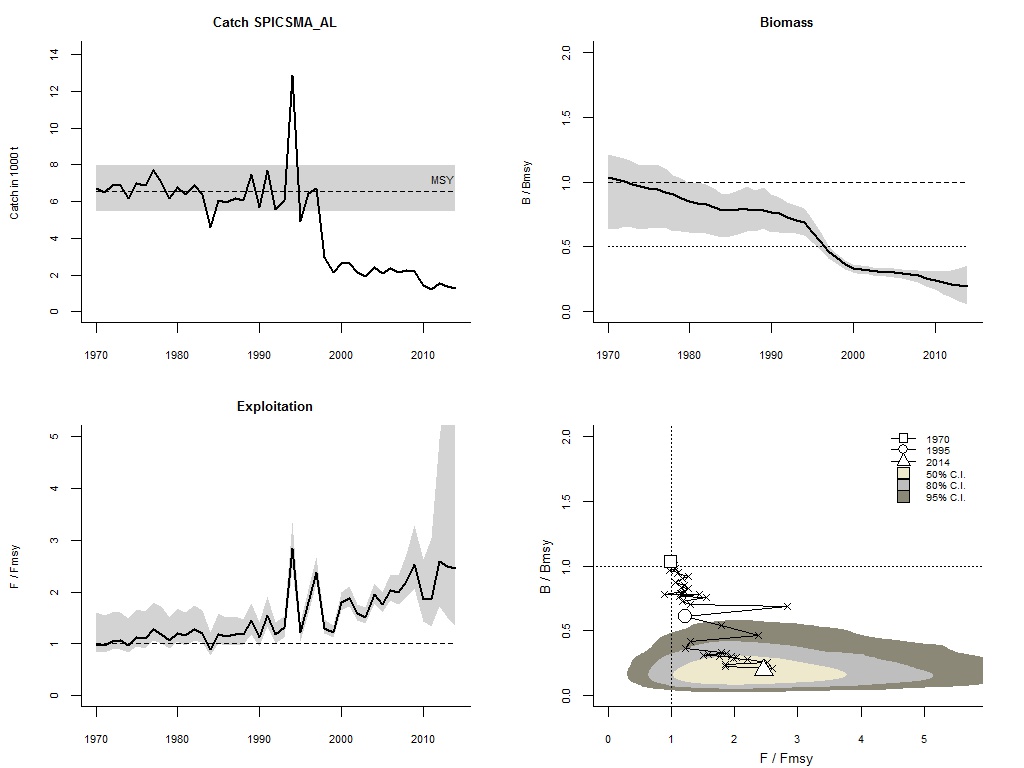 Catch SPICSMA_AL
Catch in 1000 t
14
12
10
8
6
4
2
0
MSY
1970 1980 1990 2000 2010
Biomass
B / Bmsy
2.0
1.5
1.0
0.5
0.0
1970 1980 1990 2000 2010
Exploitation
F / Fmsy
5
4
3
2
1
0
1970 1980 1990 2000 2010
B / Bmsy
2.0
1.5
1.0
0.5
0.0
1970
1995
2014
50% C.I.
80% C.I.
95% C.I.
0 1 2 3 4 5
F / Fmsy